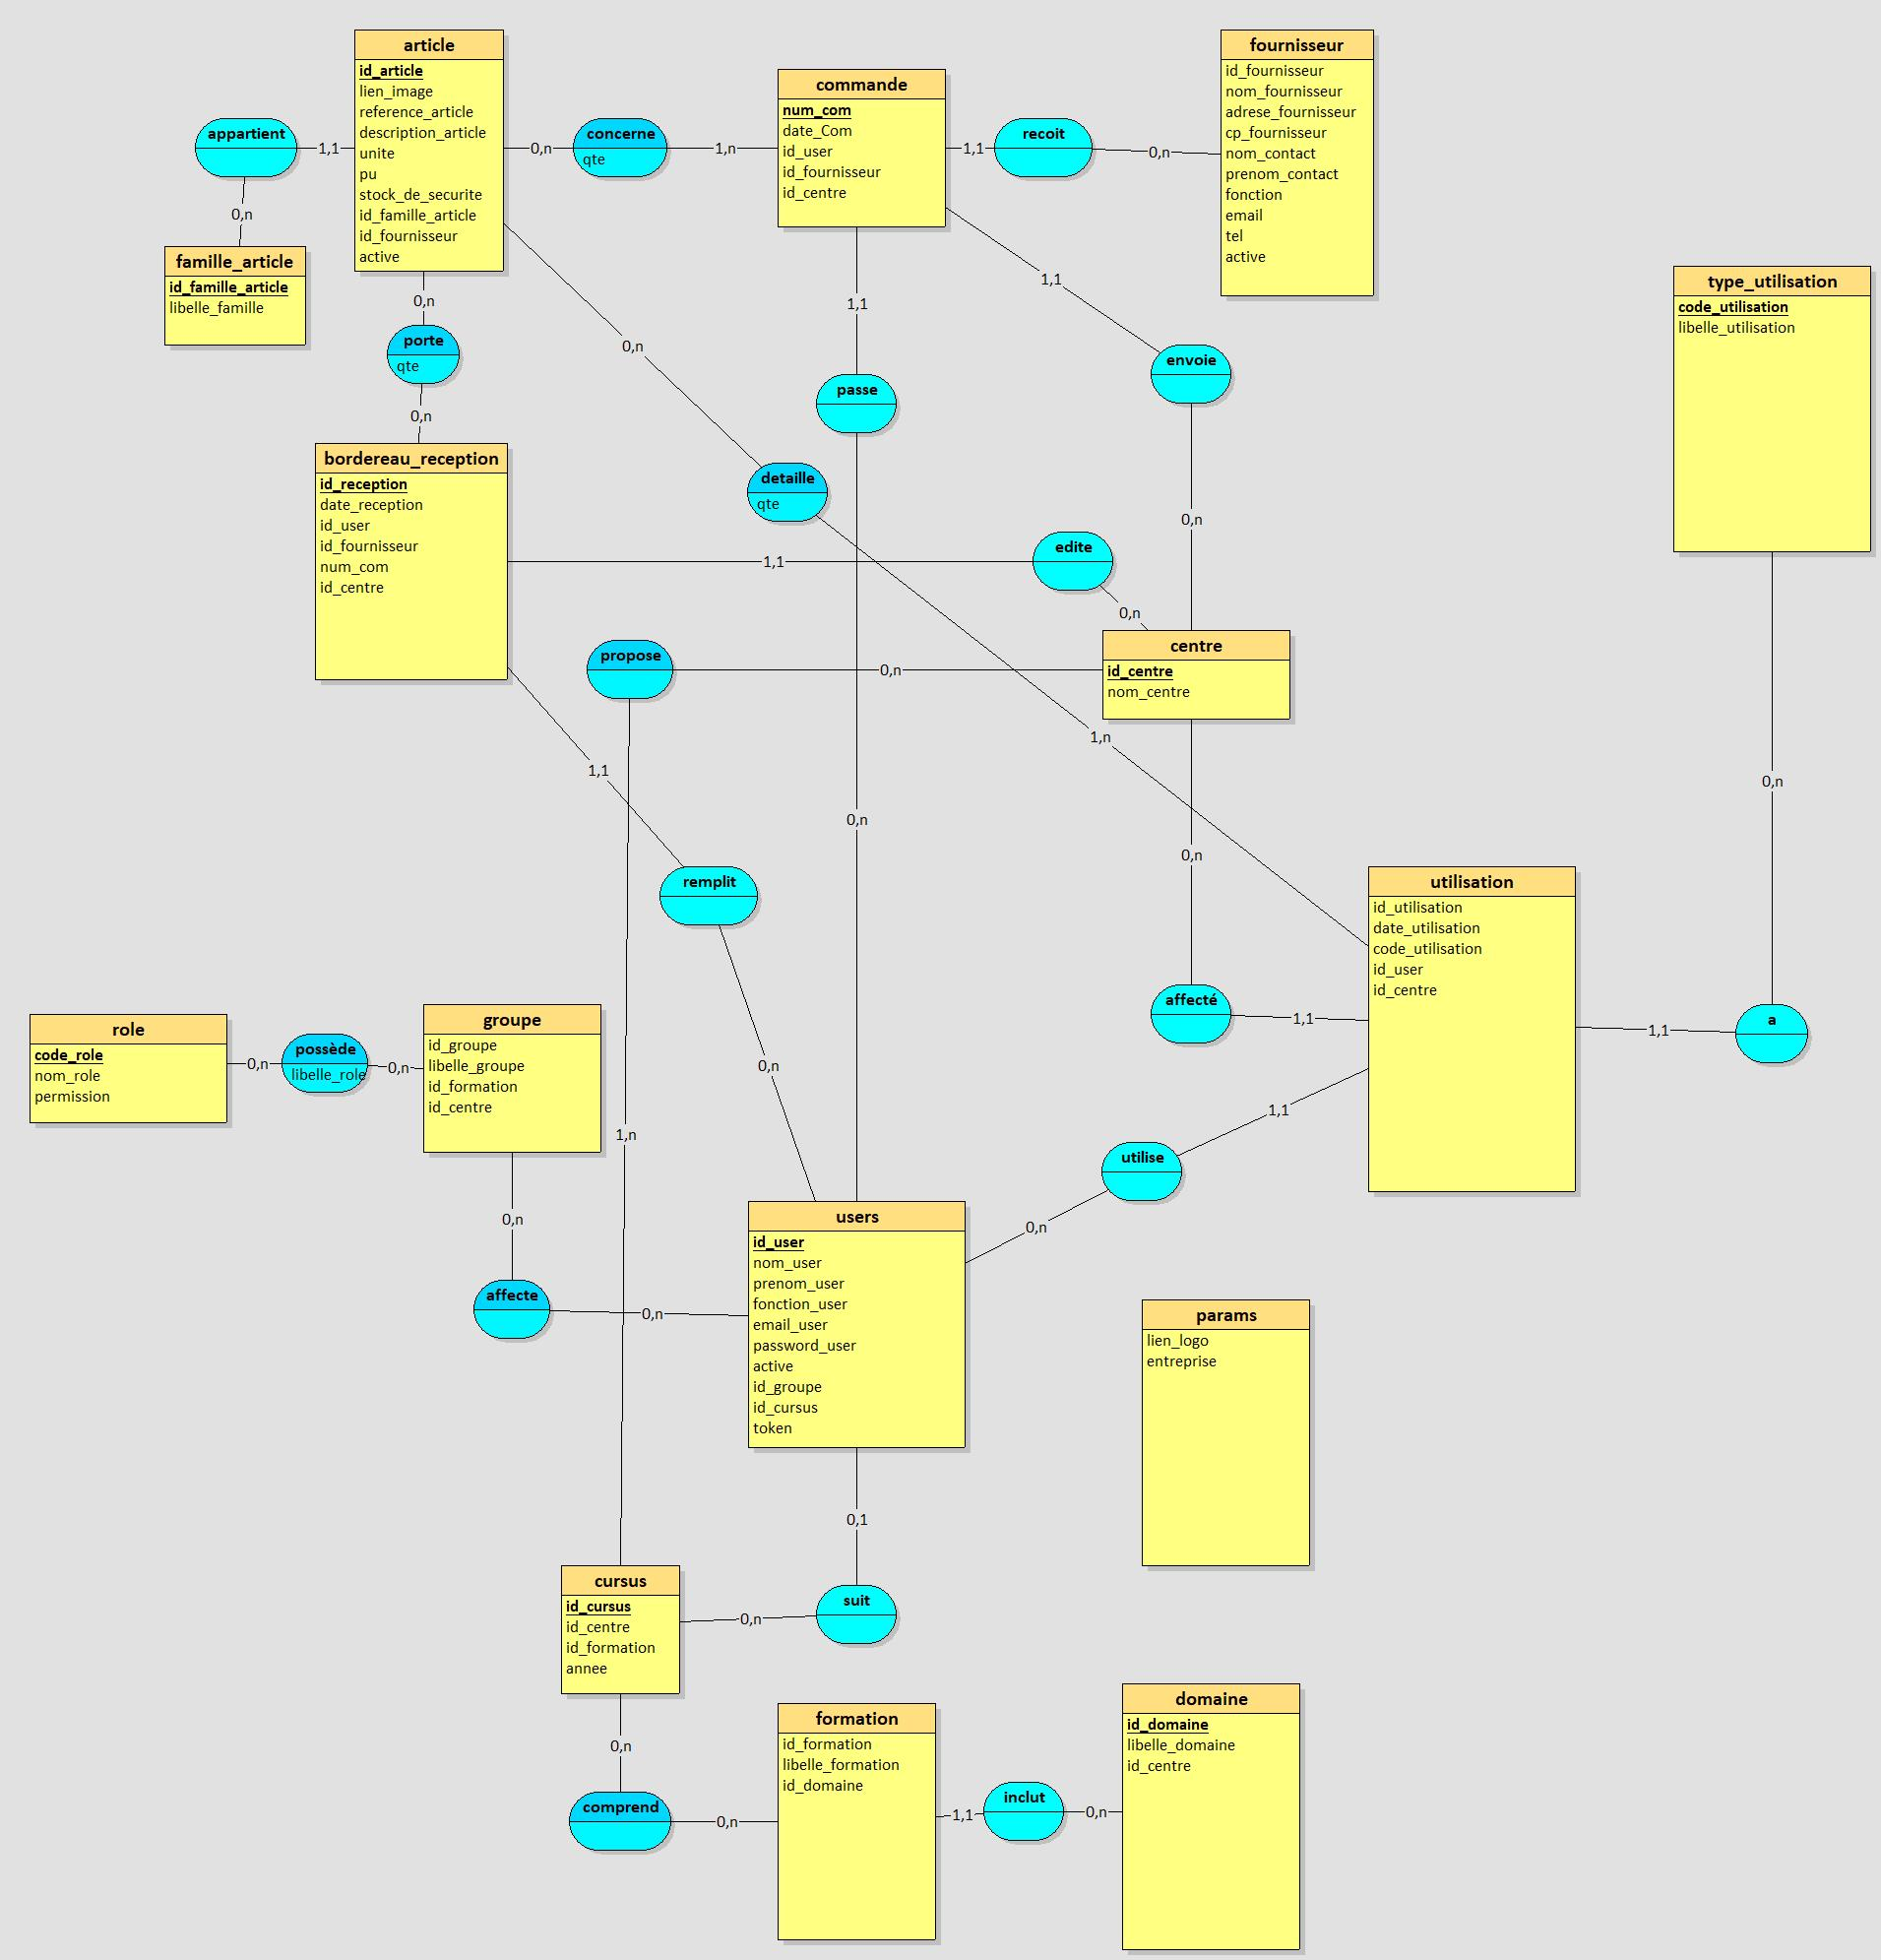 article
id_article
lien_image
reference_article
description_article
unite
pu
stock_de_securite
id_famille_article
id_fournisseur
active
commande
num_com
date_Com
id_user
id_fournisseur
id_centre
fournisseur
id_fournisseur
nom_fournisseur
adrese_fournisseur
cp_fournisseur
nom_contact
prenom_contact
fonction
email
tel
active
appartient
1,1
0,n
concerne
qte
1,n
1,1
recoit
0,n
0,n
famille_article
id_famille_article
libelle_famille
type_utilisation
code_utilisation
libelle_utilisation
0,n
porte
qte
0,n
0,n
1,1
1,1
envoie
passe
bordereau_reception
id_reception
date_reception
id_user
id_fournisseur
num_com
id_centre
detaille
qte
0,n
1,1
edite
0,n
propose
0,n
centre
id_centre
nom_centre
1,n
1,1
0,n
0,n
0,n
remplit
utilisation
id_utilisation
date_utilisation
code_utilisation
id_user
id_centre
affecté
1,1
1,1
a
role
code_role
nom_role
permission
0,n
possède
libelle_role
0,n
groupe
id_groupe
libelle_groupe
id_formation
id_centre
0,n
1,n
1,1
utilise
0,n
0,n
users
id_user
nom_user
prenom_user
fonction_user
email_user
password_user
active
id_groupe
id_cursus
token
affecte
0,n
params
lien_logo
entreprise
0,1
cursus
id_cursus
id_centre
id_formation
annee
0,n
suit
0,n
comprend
0,n
formation
id_formation
libelle_formation
id_domaine
1,1
inclut
0,n
domaine
id_domaine
libelle_domaine
id_centre